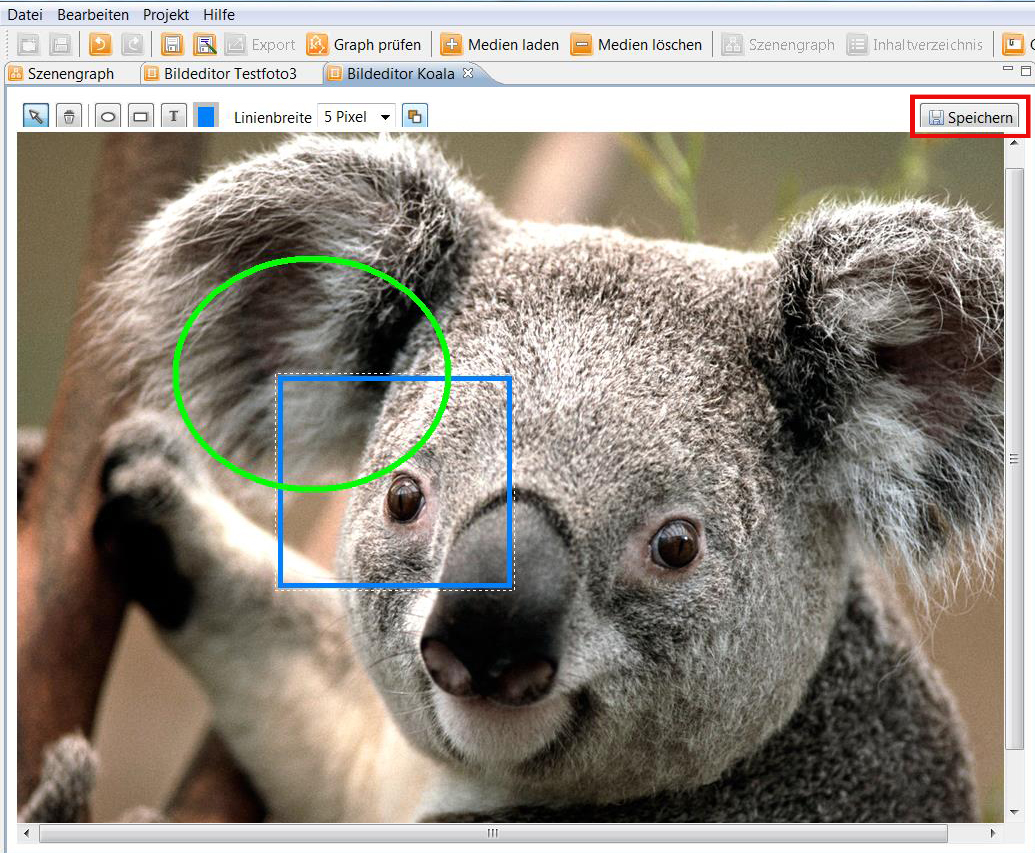 Datei Bearbeiten Projekt Hilfe
Export Graph prüfen Medien laden Medien löschen Szenengraph Inhaltverzeichnis
Szenengraph Bildeditor Testfoto3 Bildeditor Koala
T Linienbreite 5 Pixel Speichern